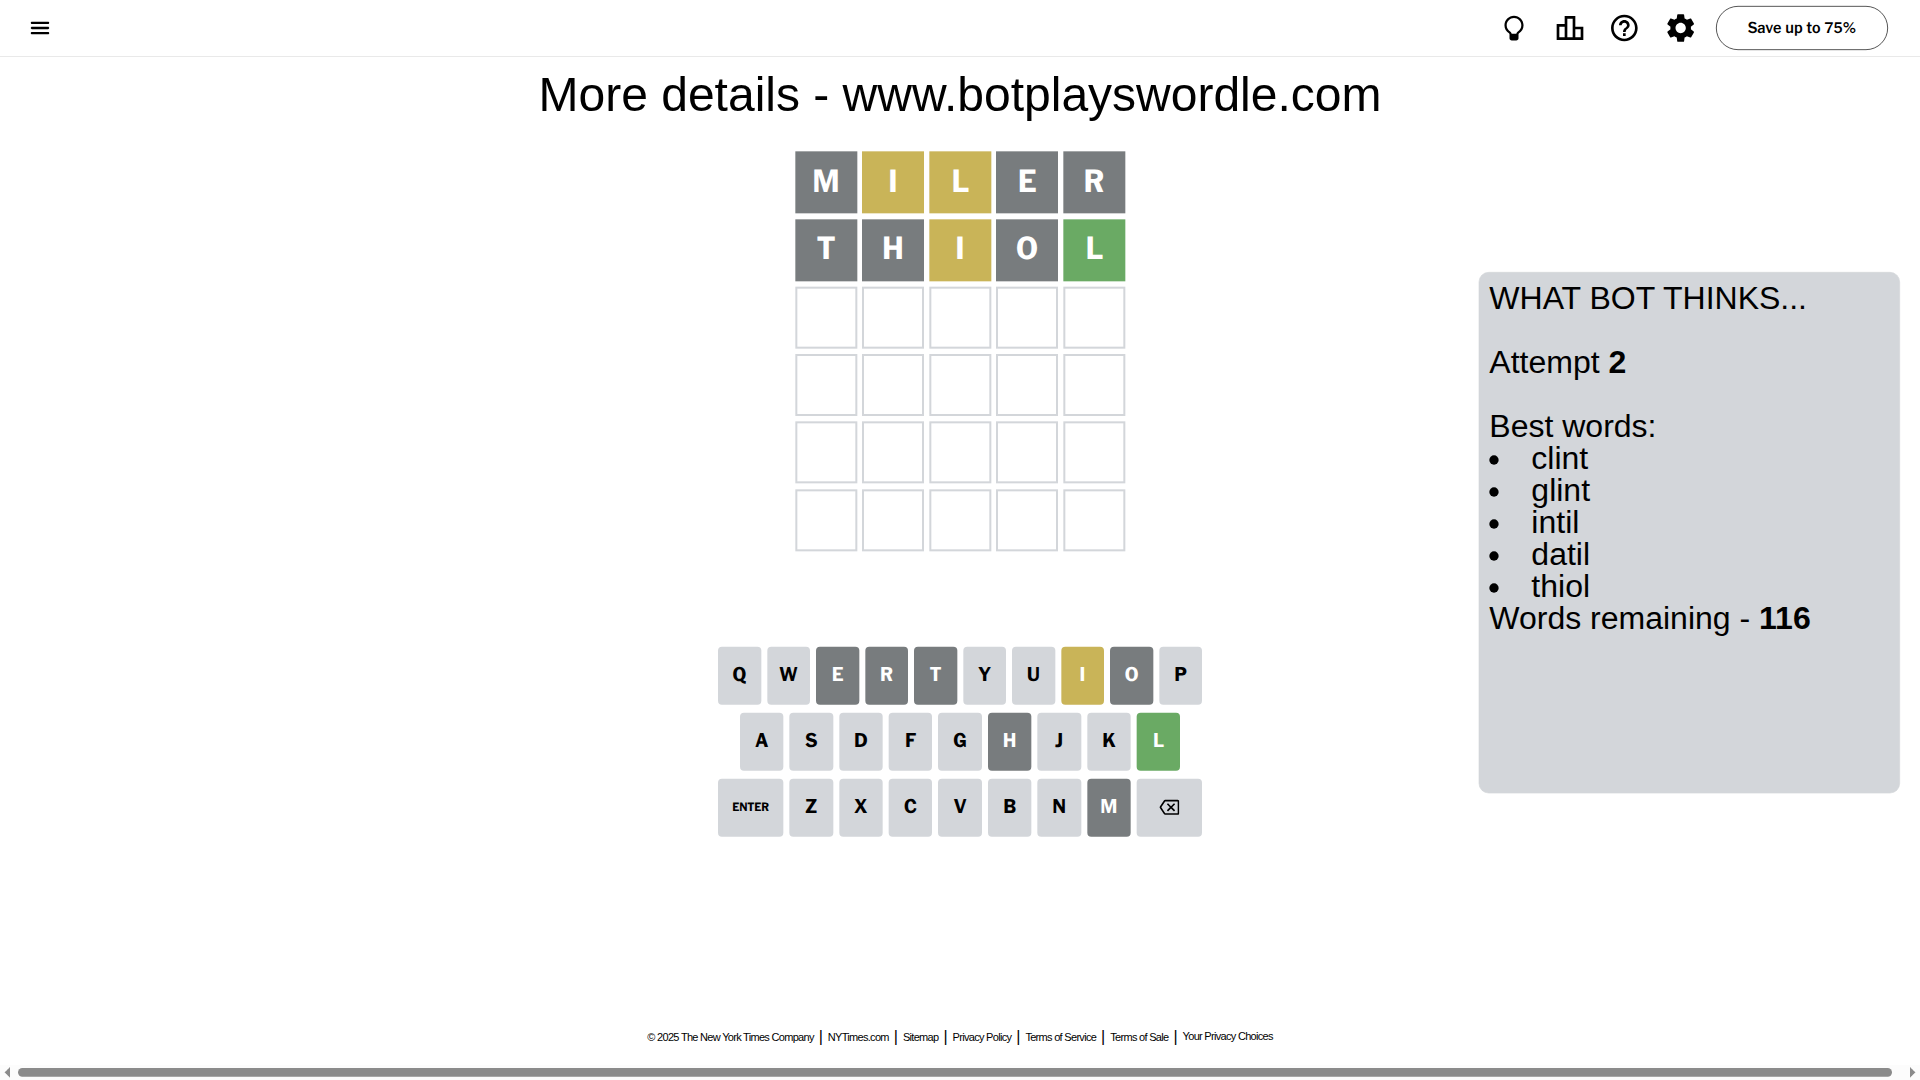 Save up to 75%
More details - www.botplayswordle.com
M I L E R
T H I O L
WHAT BOT THINKS...
Attempt 2
Best words:
• clint
• glint
• intil
• datil
• thiol
Words remaining - 116
Q W E R T Y U I O P
A S D F G H J K L
ENTER Z X C V B N M
© 2025 The New York Times Company | NYTimes.com | Sitemap | Privacy Policy | Terms of Service | Terms of Sale | Your Privacy Choices